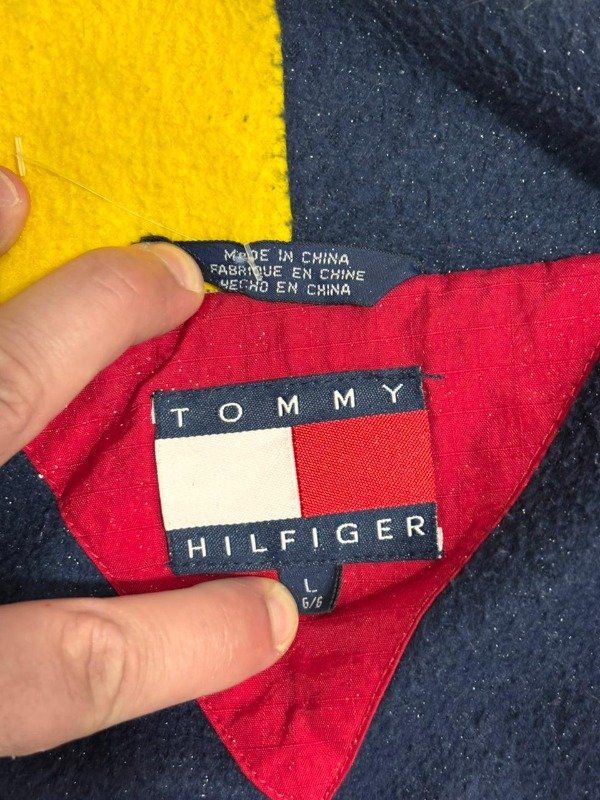 MADE IN CHINA
FABRIQUE EN CHINE
HECHO EN CHINA
TOMMY
HILFIGER
L
G/G